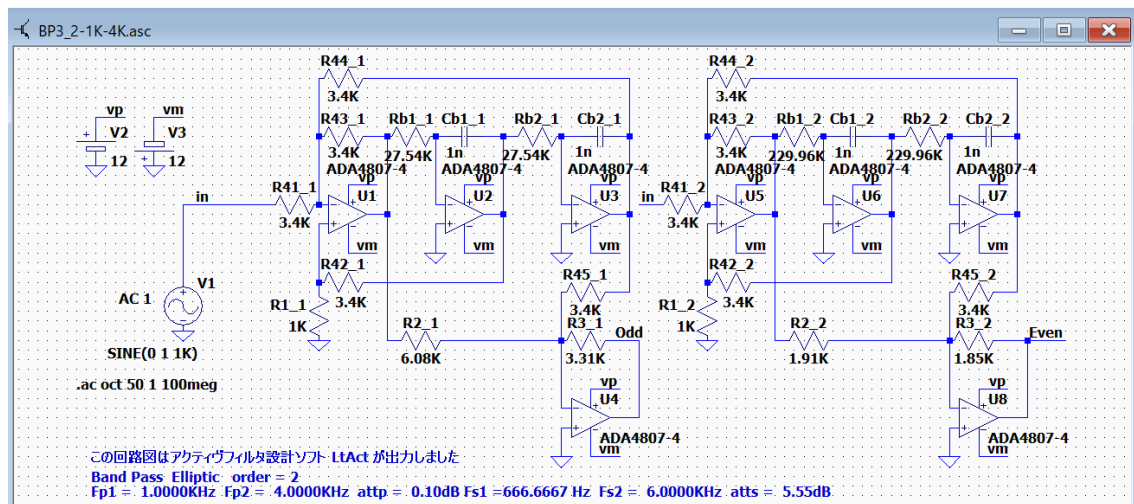 BP3_2-1K-4K.asc
R44_1
3.4K
R44_2
3.4K
vp
V2
12
vm
V3
12
R43_1
3.4K
Rb1_1
27.54K
Cb1_1
1n
Rb2_1
27.54K
Cb2_1
1n
R43_2
3.4K
Rb1_2
229.96K
Cb1_2
1n
Rb2_2
229.96K
Cb2_2
1n
ADA4807-4
ADA4807-4
ADA4807-4
ADA4807-4
ADA4807-4
ADA4807-4
in
R41_1
3.4K
vp
U1
vm
vp
U2
vm
vp
U3
vm
in
R41_2
3.4K
vp
U5
vm
vp
U6
vm
vp
U7
vm
R42_1
3.4K
R1_1
1K
R45_1
3.4K
R42_2
3.4K
R1_2
1K
R45_2
3.4K
AC 1
V1
SINE(0 1 1K)
.ac oct 50 1 100meg
R2_1
6.08K
R3_1
3.31K
Odd
R2_2
1.91K
R3_2
1.85K
Even
vp
U4
ADA4807-4
vm
vp
U8
ADA4807-4
vm
この回路図はアクティヴフィルタ設計ソフト LtAct が出力しました
Band Pass Elliptic order = 2
Fp1 = 1.0000KHz Fp2 = 4.0000KHz attp = 0.10dB Fs1 =666.6667 Hz Fs2 = 6.0000KHz atts = 5.55dB